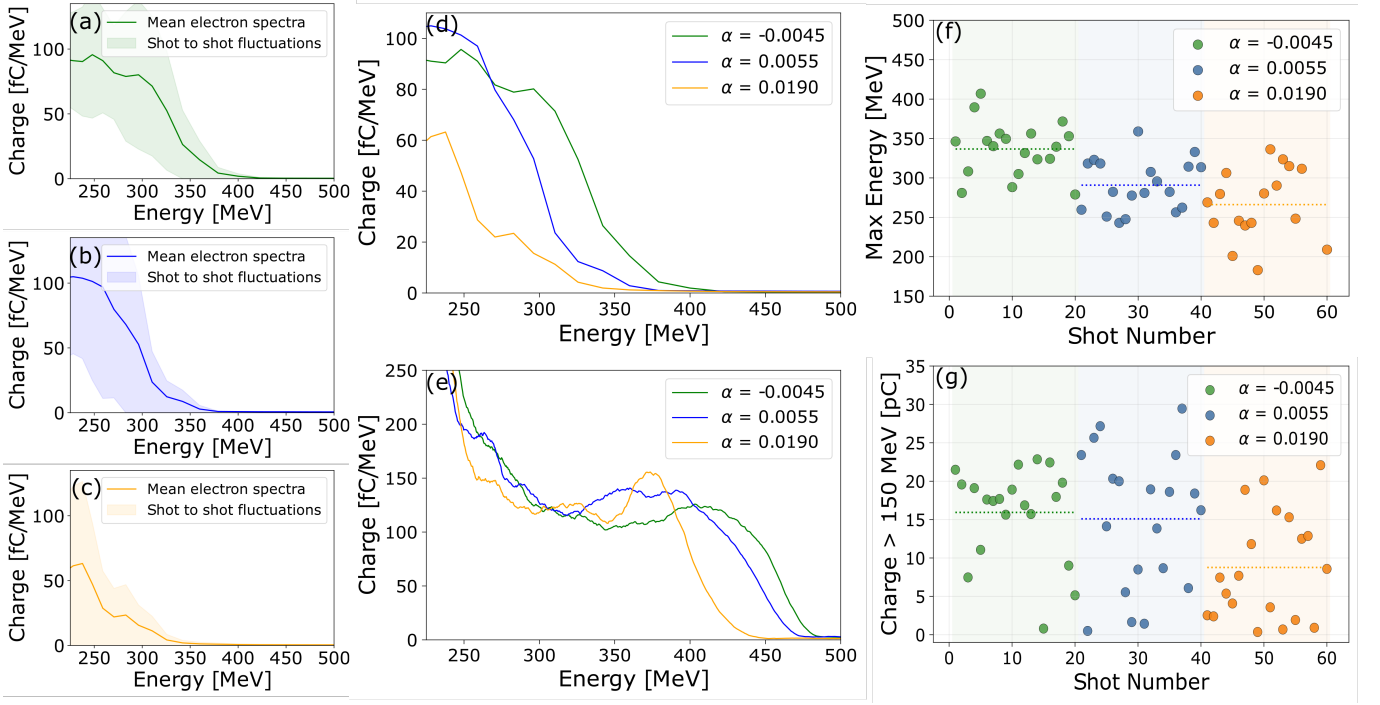 (a)
Mean electron spectra
Shot to shot fluctuations
Charge [fC/MeV]
100
50
0
250 300 350 400 450 500
Energy [MeV]
(b)
Mean electron spectra
Shot to shot fluctuations
Charge [fC/MeV]
100
50
0
250 300 350 400 450 500
Energy [MeV]
(c)
Mean electron spectra
Shot to shot fluctuations
Charge [fC/MeV]
100
50
0
250 300 350 400 450 500
Energy [MeV]
(d)
α = -0.0045
α = 0.0055
α = 0.0190
Charge [fC/MeV]
100
80
60
40
20
0
250 300 350 400 450 500
Energy [MeV]
(e)
α = -0.0045
α = 0.0055
α = 0.0190
Charge [fC/MeV]
250
200
150
100
50
0
250 300 350 400 450 500
Energy [MeV]
(f)
α = -0.0045
α = 0.0055
α = 0.0190
Max Energy [MeV]
500
450
400
350
300
250
200
150
0 10 20 30 40 50 60
Shot Number
(g)
α = -0.0045
α = 0.0055
α = 0.0190
Charge > 150 MeV [pC]
35
30
25
20
15
10
5
0
0 10 20 30 40 50 60
Shot Number